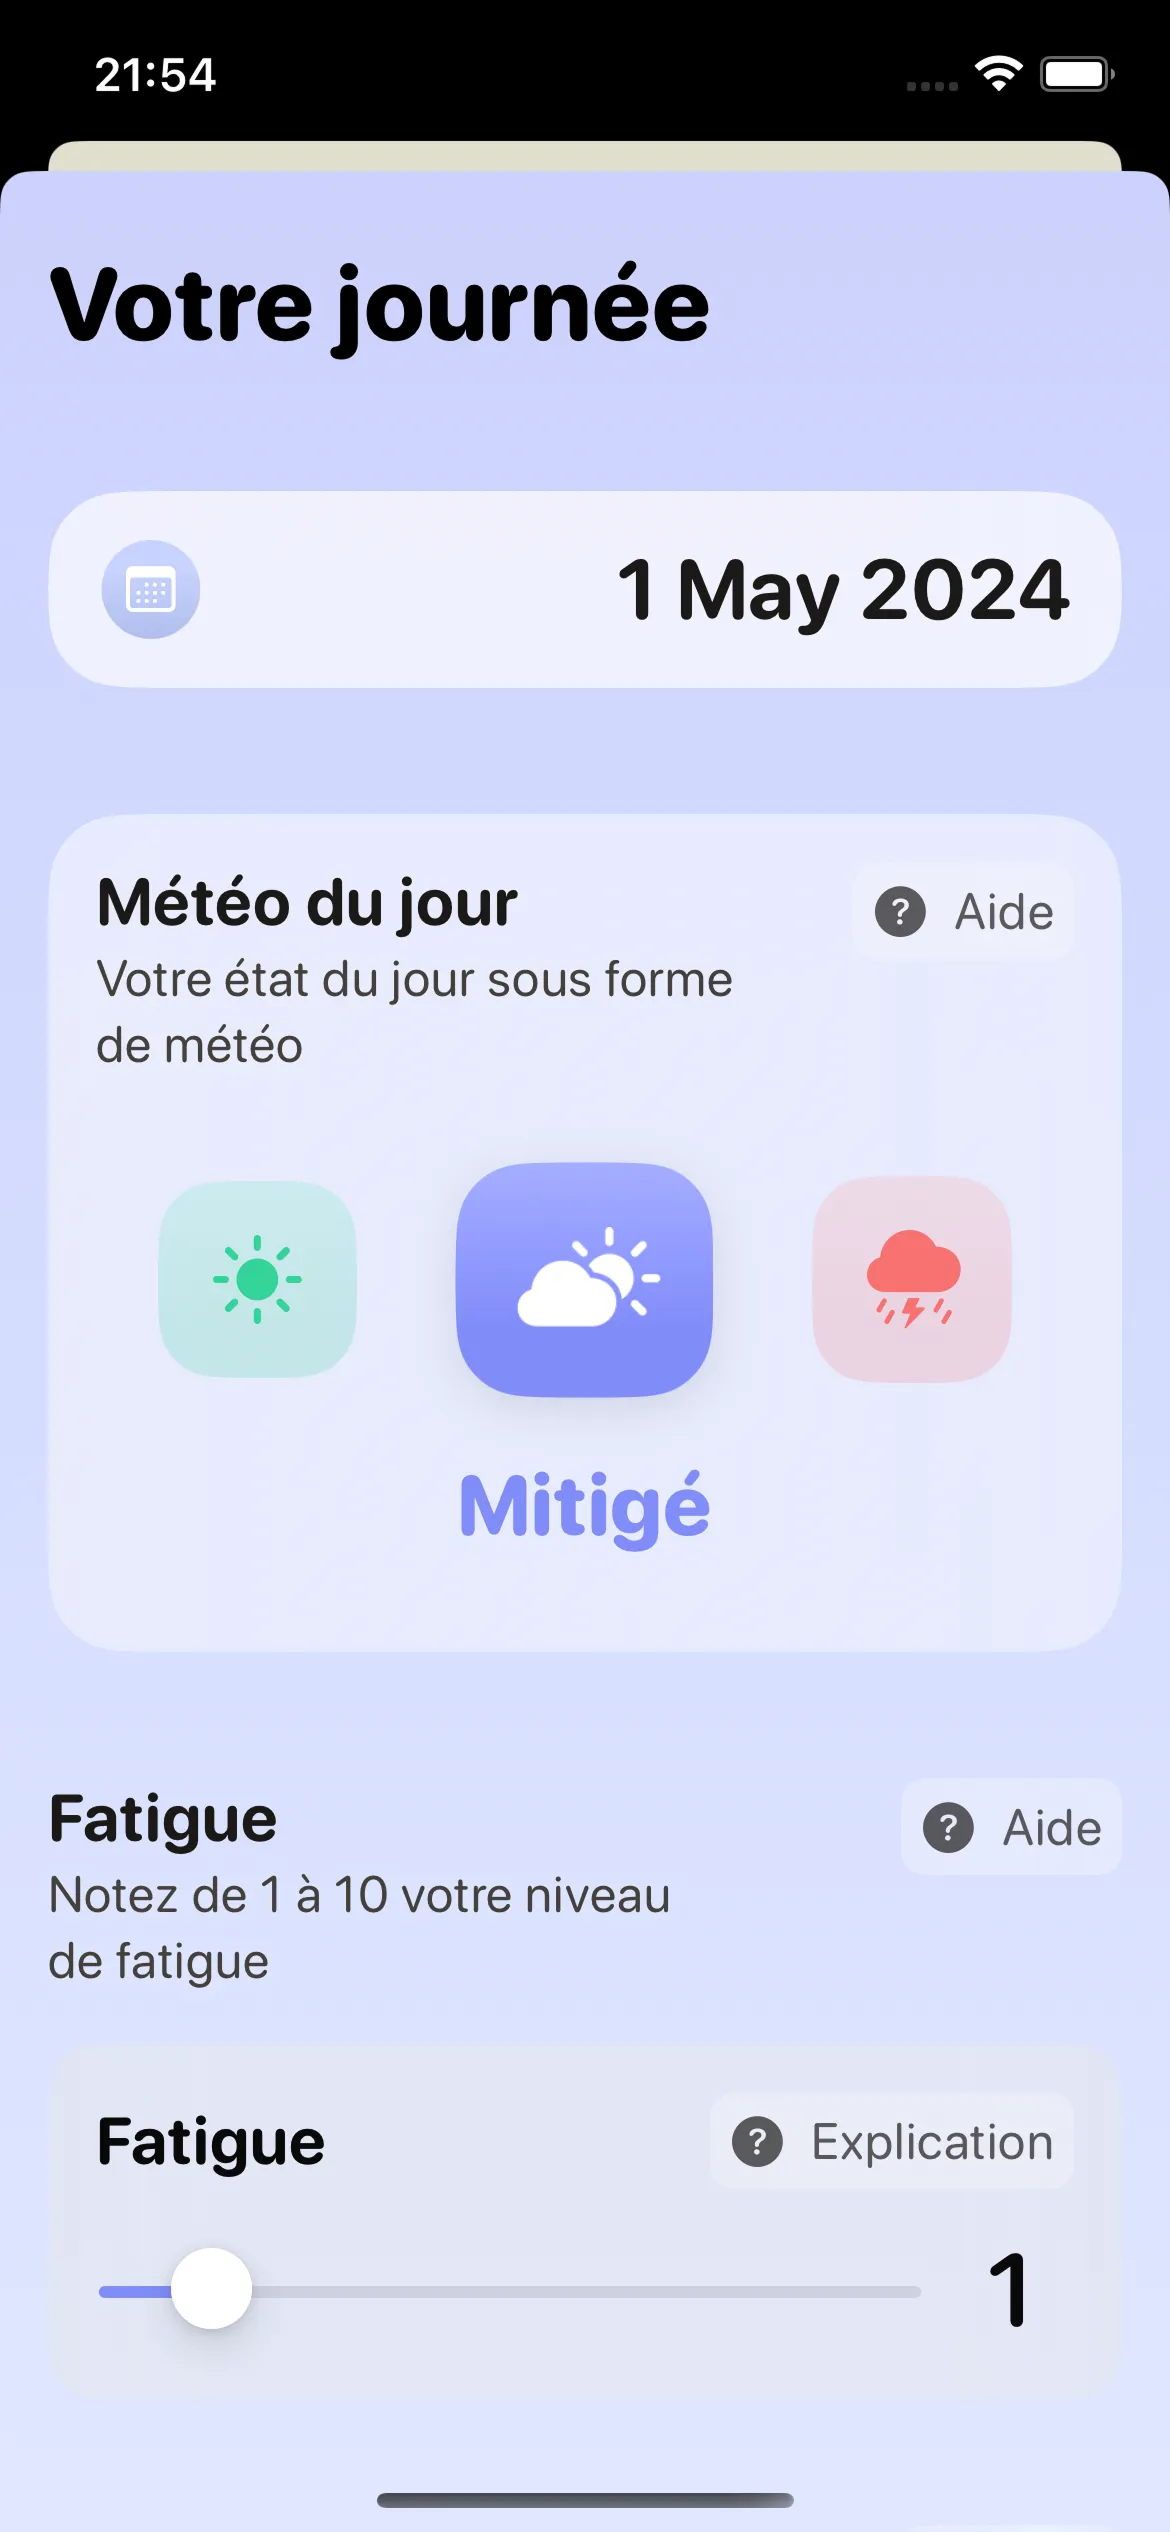 21:54
Votre journée
1 May 2024
Météo du jour
? Aide
Votre état du jour sous forme
de météo
Mitigé
Fatigue
? Aide
Notez de 1 à 10 votre niveau
de fatigue
Fatigue
? Explication
1